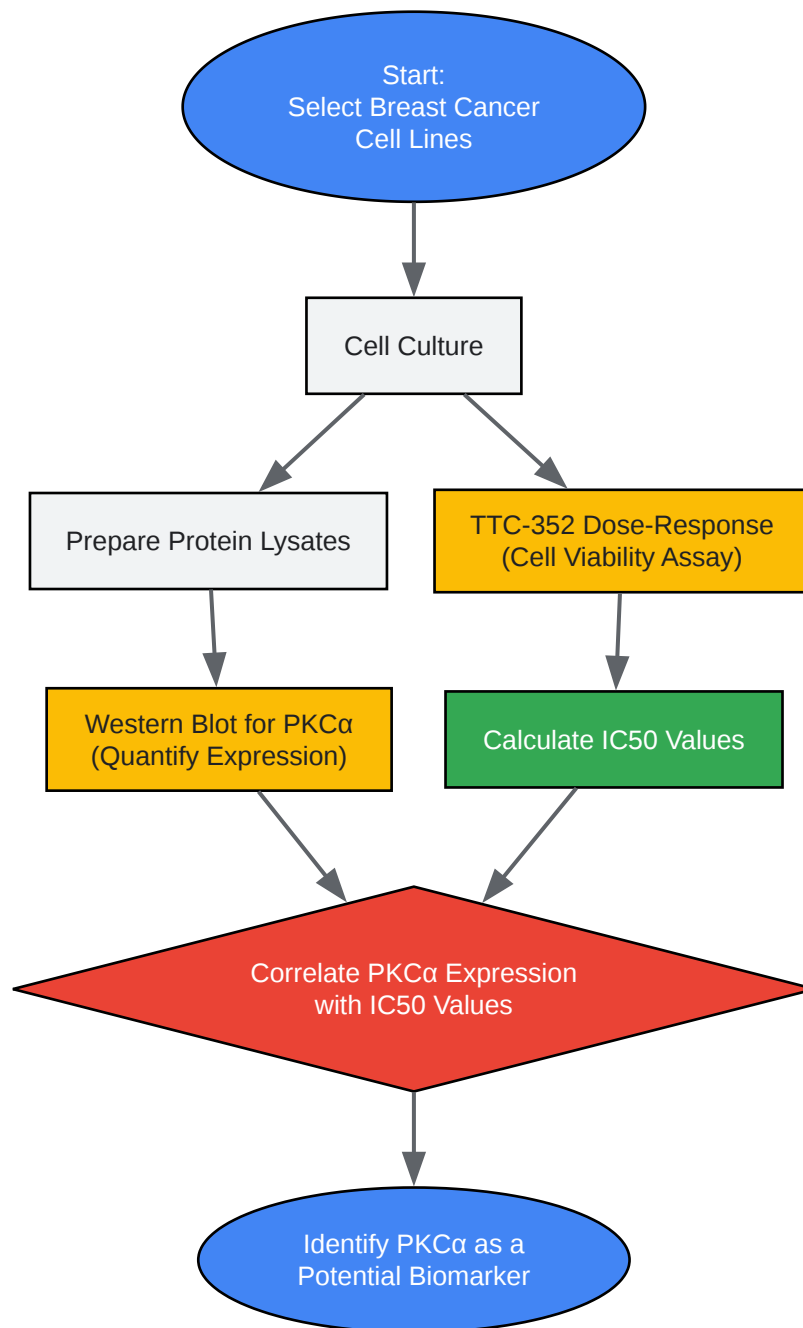 Start:
Select Breast Cancer
Cell Lines
Cell Culture
Prepare Protein Lysates
TTC-352 Dose-Response
(Cell Viability Assay)
Western Blot for PKCα
(Quantify Expression)
Calculate IC50 Values
Correlate PKCα Expression
with IC50 Values
Identify PKCα as a
Potential Biomarker